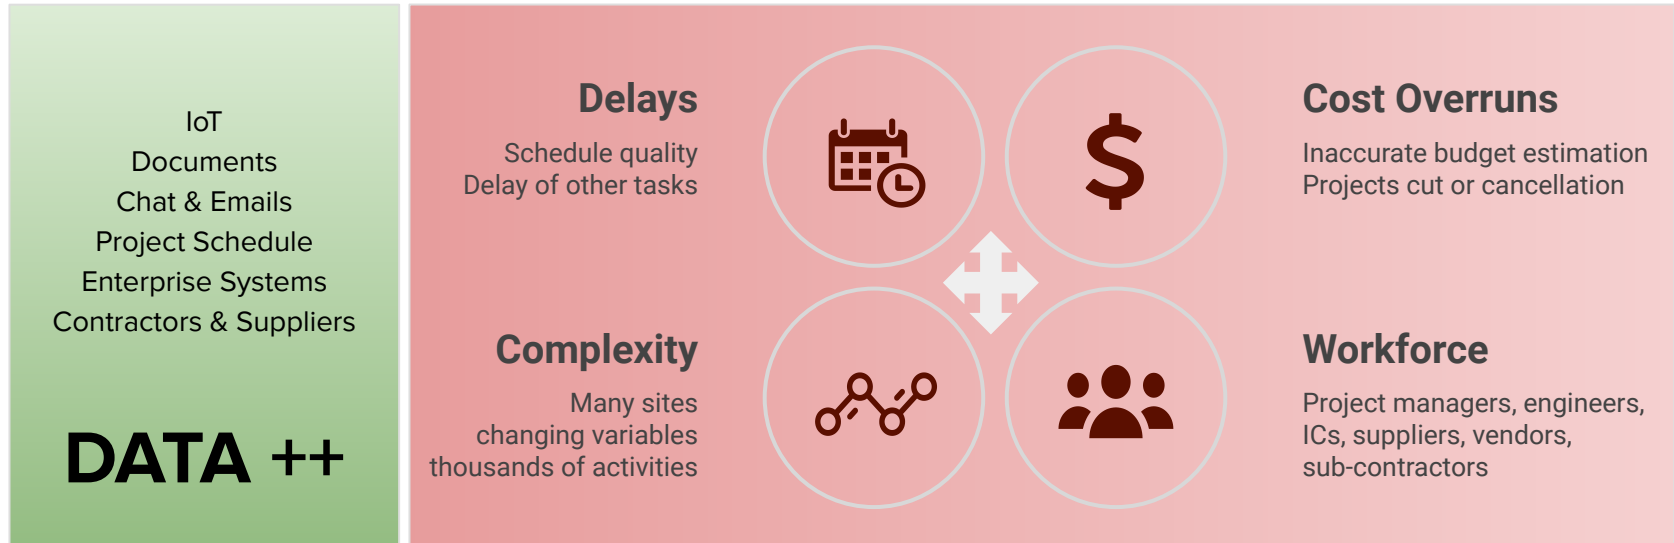 IoT
Documents
Chat & Emails
Project Schedule
Enterprise Systems
Contractors & Suppliers
DATA ++
Delays
Schedule quality
Delay of other tasks
Cost Overruns
Inaccurate budget estimation
Projects cut or cancellation
Complexity
Many sites
changing variables
thousands of activities
Workforce
Project managers, engineers,
ICs, suppliers, vendors,
sub-contractors